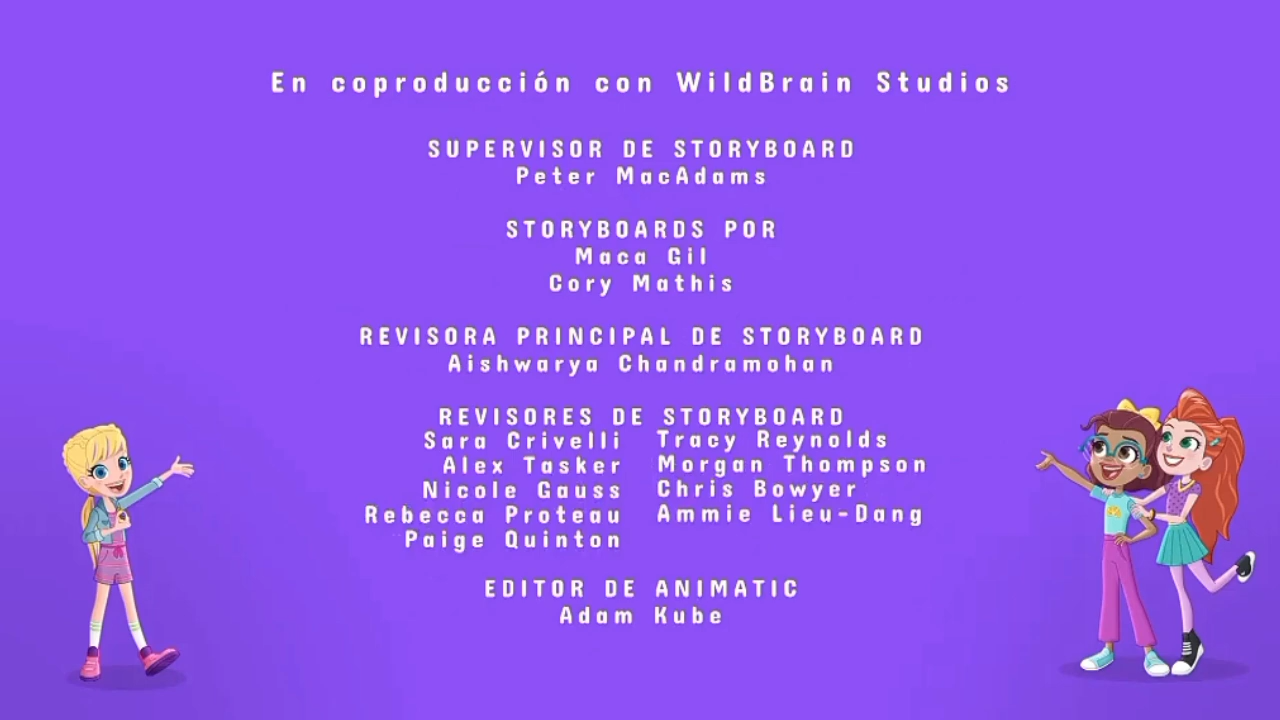 En coproducción con WildBrain Studios
SUPERVISOR DE STORYBOARD
Peter MacAdams
STORYBOARDS POR
Maca Gil
Cory Mathis
REVISORA PRINCIPAL DE STORYBOARD
Aishwarya Chandramohan
REVISORES DE STORYBOARD
Sara Crivelli Tracy Reynolds
Alex Tasker Morgan Thompson
Nicole Gauss Chris Bowyer
Rebecca Proteau Ammie Lieu-Dang
Paige Quinton
EDITOR DE ANIMATIC
Adam Kube